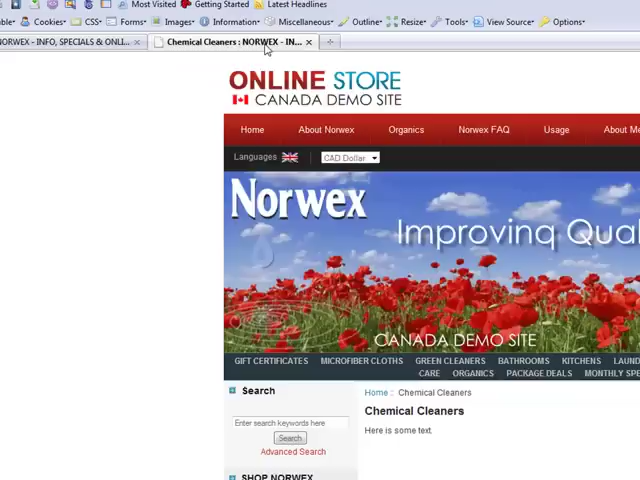 Most Visited Getting Started Latest Headlines
Cookies CSS Forms Images Information Miscellaneous Outline Resize Tools View Source Options
NORWEX - INFO, SPECIALS & ONLI... Chemical Cleaners : NORWEX - IN...
ONLINE STORE
CANADA DEMO SITE
Home About Norwex Organics Norwex FAQ Usage About Me
Languages CAD Dollar
Norwex
Improving Qual
CANADA DEMO SITE
GIFT CERTIFICATES MICROFIBER CLOTHS GREEN CLEANERS BATHROOMS KITCHENS LAUND
CARE ORGANICS PACKAGE DEALS MONTHLY SPE
Search
Home :: Chemical Cleaners
Chemical Cleaners
Enter search keywords here
Here is some text.
Search
Advanced Search
SHOP NORWEX